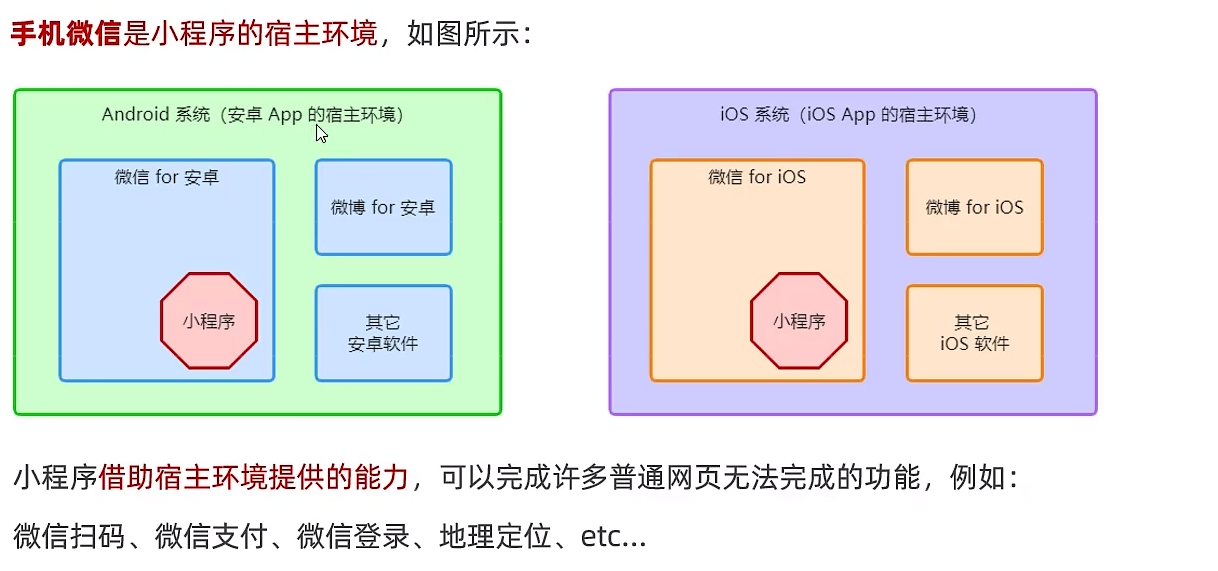 手机微信是小程序的宿主环境，如图所示：
Android 系统（安卓 App 的宿主环境）
微信 for 安卓
微博 for 安卓
小程序
其它
安卓软件
iOS 系统（iOS App 的宿主环境）
微信 for iOS
微博 for iOS
小程序
其它
iOS 软件
小程序借助宿主环境提供的能力，可以完成许多普通网页无法完成的功能，例如：
微信扫码、微信支付、微信登录、地理定位、etc...